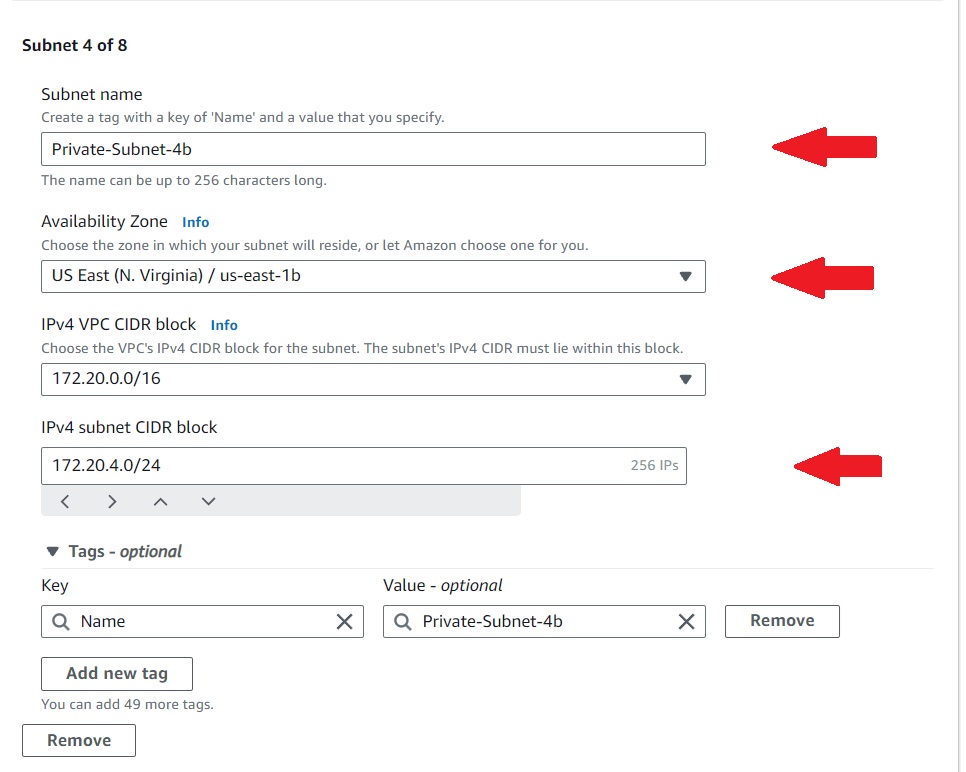 Subnet 4 of 8
Subnet name
Create a tag with a key of 'Name' and a value that you specify.
Private-Subnet-4b
The name can be up to 256 characters long.
Availability Zone Info
Choose the zone in which your subnet will reside, or let Amazon choose one for you.
US East (N. Virginia) / us-east-1b
IPv4 VPC CIDR block Info
Choose the VPC's IPv4 CIDR block for the subnet. The subnet's IPv4 CIDR must lie within this block.
172.20.0.0/16
IPv4 subnet CIDR block
172.20.4.0/24 256 IPs
Tags - optional
Key Value - optional
Name Private-Subnet-4b Remove
Add new tag
You can add 49 more tags.
Remove